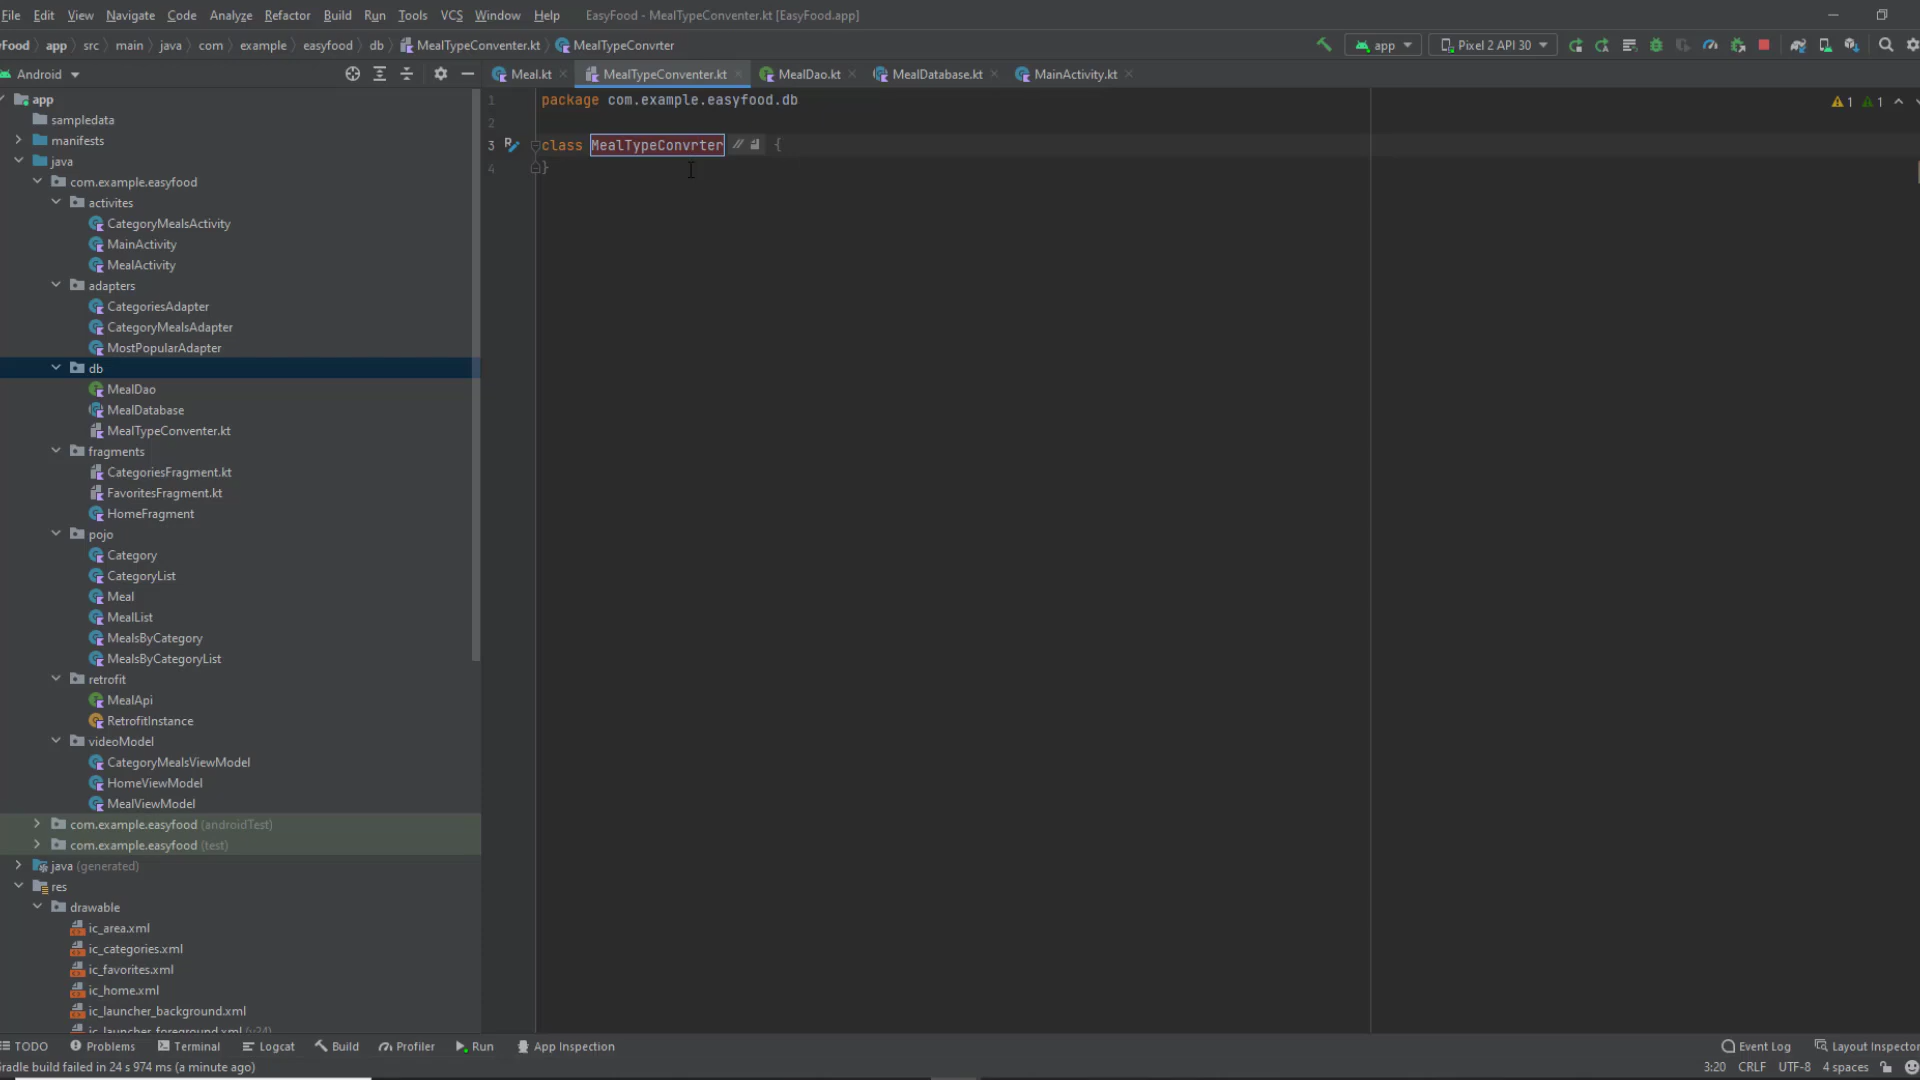 File Edit View Navigate Code Analyze Refactor Build Run Tools VCS Window Help EasyFood - MealTypeConventer.kt [EasyFood.app]
Food app src main java com example easyfood db MealTypeConventer.kt MealTypeConvrter app Pixel 2 API 30
Android Meal.kt MealTypeConventer.kt MealDao.kt MealDatabase.kt MainActivity.kt
app
sampledata
manifests
java
com.example.easyfood
activites
CategoryMealsActivity
MainActivity
MealActivity
adapters
CategoriesAdapter
CategoryMealsAdapter
MostPopularAdapter
db
MealDao
MealDatabase
MealTypeConventer.kt
fragments
CategoriesFragment.kt
FavoritesFragment.kt
HomeFragment
pojo
Category
CategoryList
Meal
MealList
MealsByCategory
MealsByCategoryList
retrofit
MealApi
RetrofitInstance
videoModel
CategoryMealsViewModel
HomeViewModel
MealViewModel
com.example.easyfood (androidTest)
com.example.easyfood (test)
java (generated)
res
drawable
ic_area.xml
ic_categories.xml
ic_favorites.xml
ic_home.xml
ic_launcher_background.xml
ic_launcher_foreground.xml (v24)
1 package com.example.easyfood.db
2
3 class MealTypeConvrter {
4 }
1 1
TODO Problems Terminal Logcat Build Profiler Run App Inspection Event Log Layout Inspector
radle build failed in 24 s 974 ms (a minute ago) 3:20 CRLF UTF-8 4 spaces